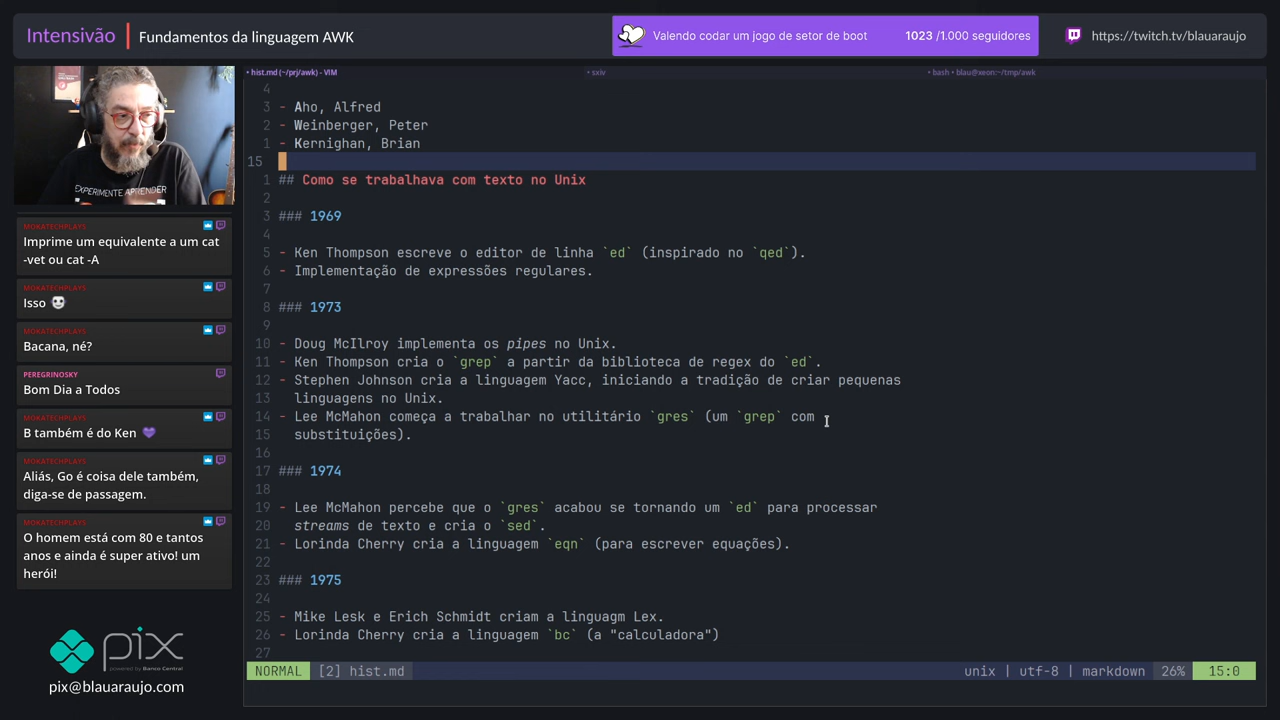 Intensivão
Fundamentos da linguagem AWK
Valendo codar um jogo de setor de boot 1023 /1.000 seguidores
https://twitch.tv/blauaraujo
• hist.md (~/prj/awk) - VIM
• sxiv
• bash • blau@xeon:~/tmp/awk
EXPERIMENTE APRENDER
MOKATECHPLAYS
Imprime um equivalente a um cat
-vet ou cat -A
MOKATECHPLAYS
Isso
MOKATECHPLAYS
Bacana, né?
PEREGRINOSKY
Bom Dia a Todos
MOKATECHPLAYS
B também é do Ken 💜
MOKATECHPLAYS
Aliás, Go é coisa dele também,
diga-se de passagem.
MOKATECHPLAYS
O homem está com 80 e tantos
anos e ainda é super ativo! um
herói!
pix
powered by Banco Central
pix@blauaraujo.com
4
3 - Aho, Alfred
2 - Weinberger, Peter
1 - Kernighan, Brian
15
1 ## Como se trabalhava com texto no Unix
2
3 ### 1969
4
5 - Ken Thompson escreve o editor de linha `ed` (inspirado no `qed`).
6 - Implementação de expressões regulares.
7
8 ### 1973
9
10 - Doug McIlroy implementa os pipes no Unix.
11 - Ken Thompson cria o `grep` a partir da biblioteca de regex do `ed`.
12 - Stephen Johnson cria a linguagem Yacc, iniciando a tradição de criar pequenas
13 linguagens no Unix.
14 - Lee McMahon começa a trabalhar no utilitário `gres` (um `grep` com
15 substituições).
16
17 ### 1974
18
19 - Lee McMahon percebe que o `gres` acabou se tornando um `ed` para processar
20 streams de texto e cria o `sed`.
21 - Lorinda Cherry cria a linguagem `eqn` (para escrever equações).
22
23 ### 1975
24
25 - Mike Lesk e Erich Schmidt criam a linguagm Lex.
26 - Lorinda Cherry cria a linguagem `bc` (a "calculadora")
27
NORMAL [2] hist.md unix | utf-8 | markdown 26% 15:0